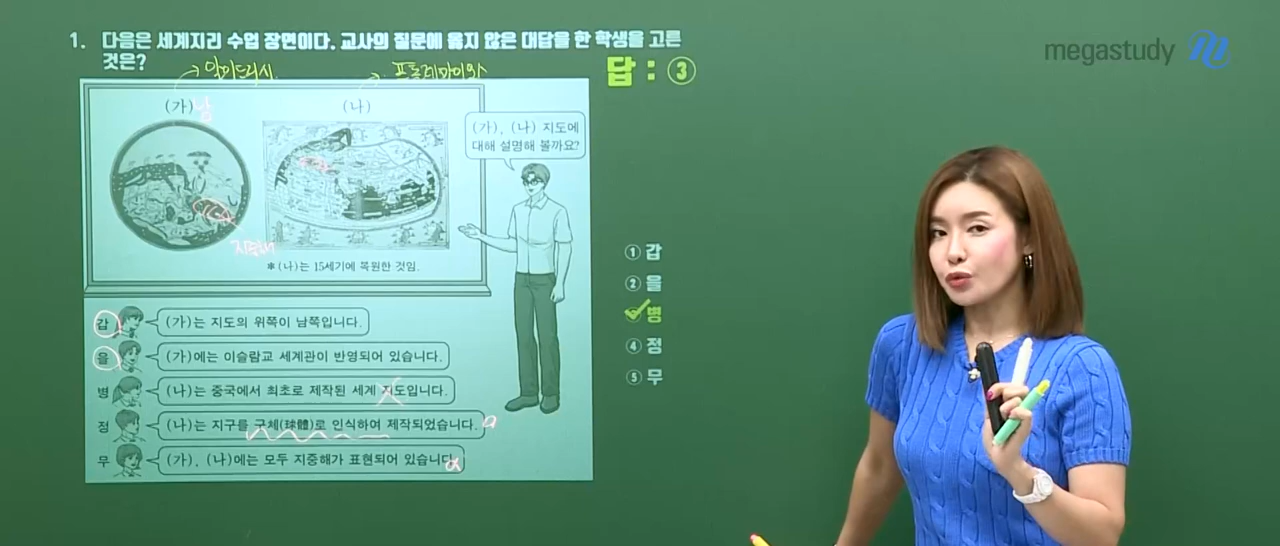 1. 다음은 세계지리 수업 장면이다. 교사의 질문에 옳지 않은 대답을 한 학생을 고른
것은?
답 : ③
megastudy
알이드리시
프톨레마이오스
(가) 남
(나)
(가), (나) 지도에
대해 설명해 볼까요?
지중해
*(나)는 15세기에 복원한 것임.
갑 (가)는 지도의 위쪽이 남쪽입니다.
을 (가)에는 이슬람교 세계관이 반영되어 있습니다.
병 (나)는 중국에서 최초로 제작된 세계 지도입니다.
정 (나)는 지구를 구체(球體)로 인식하여 제작되었습니다.
무 (가), (나)에는 모두 지중해가 표현되어 있습니다.
① 갑
② 을
③ 병
④ 정
⑤ 무